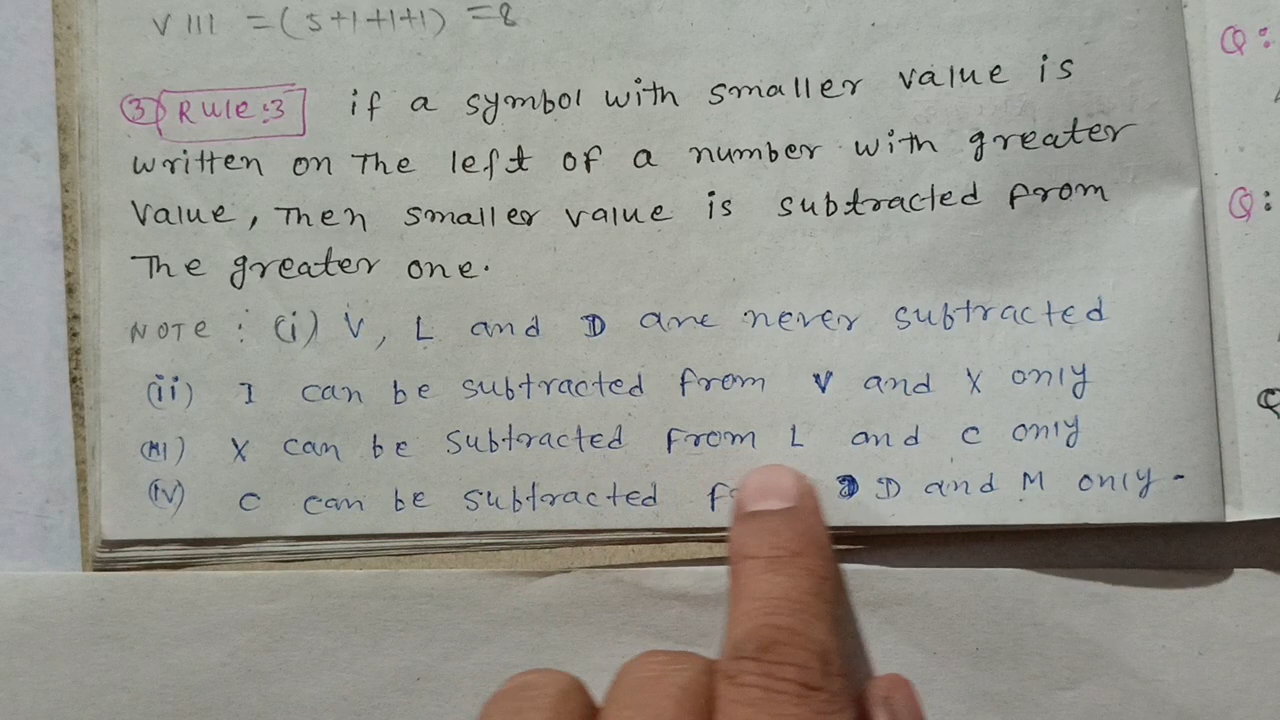 VIII = (5+1+1+1) = 8
③ Rule:3 if a symbol with smaller value is
written on The left of a number with greater
value, Then smaller value is subtracted from
The greater one.
NOTE : (i) V, L and D are never subtracted
(ii) I can be subtracted from V and X only
(iii) X can be subtracted from L and C only
(iv) C can be subtracted D and M only.
Q:
Q: